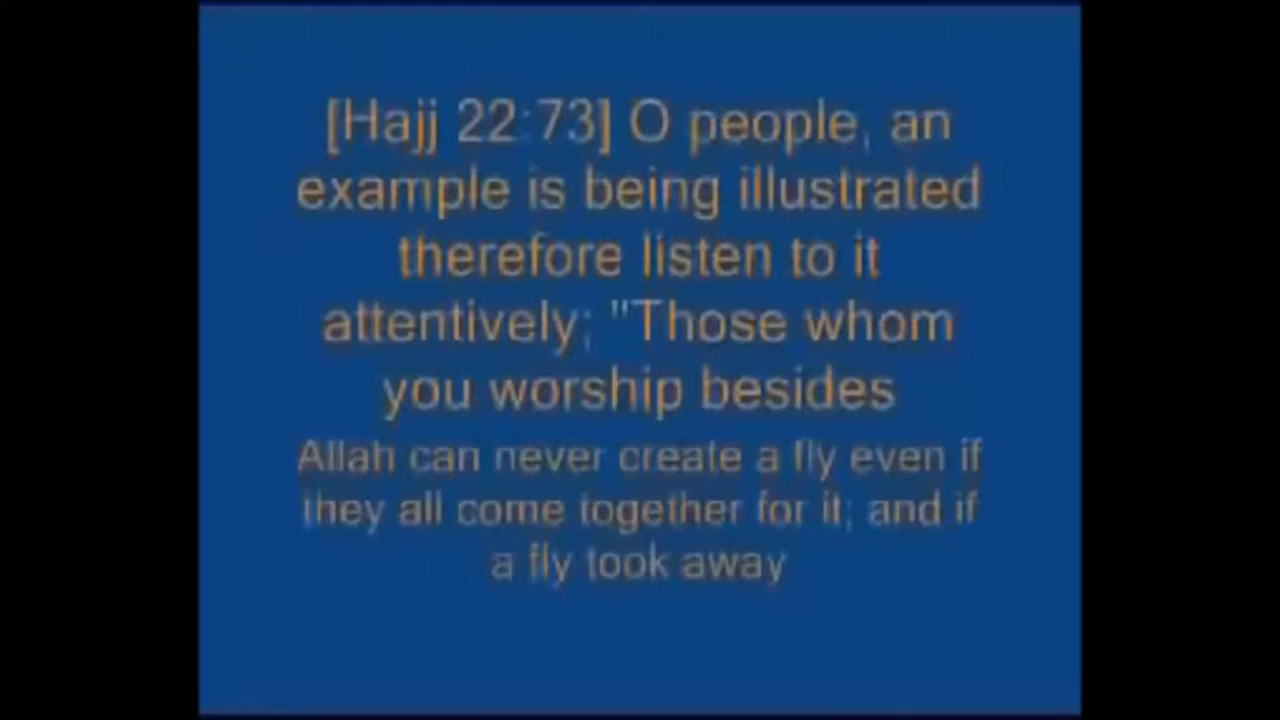 [Hajj 22:73] O people, an
example is being illustrated
therefore listen to it
attentively; "Those whom
you worship besides
Allah can never create a fly even if
they all come together for it; and if
a fly took away